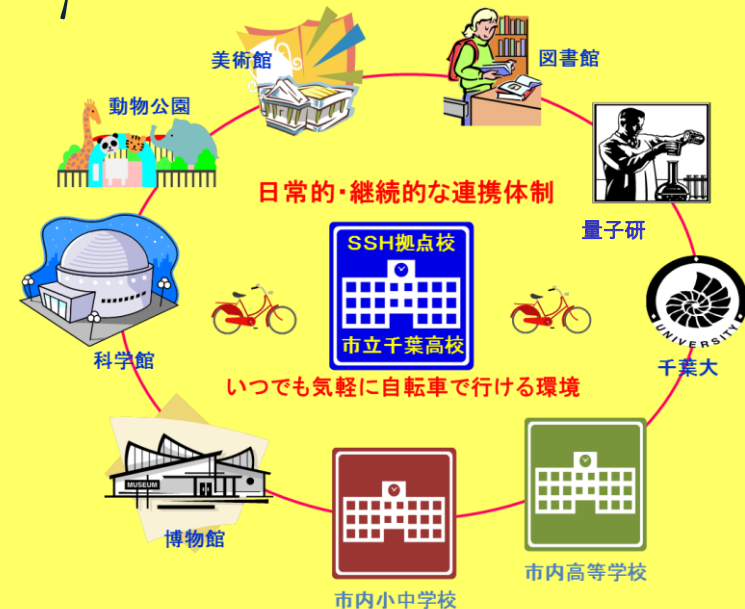 美術館
図書館
動物公園
日常的・継続的な連携体制
量子研
SSH拠点校
市立千葉高校
UNIVERSITY
千葉大
科学館
いつでも気軽に自転車で行ける環境
MUSEUM
博物館
市内高等学校
市内小中学校